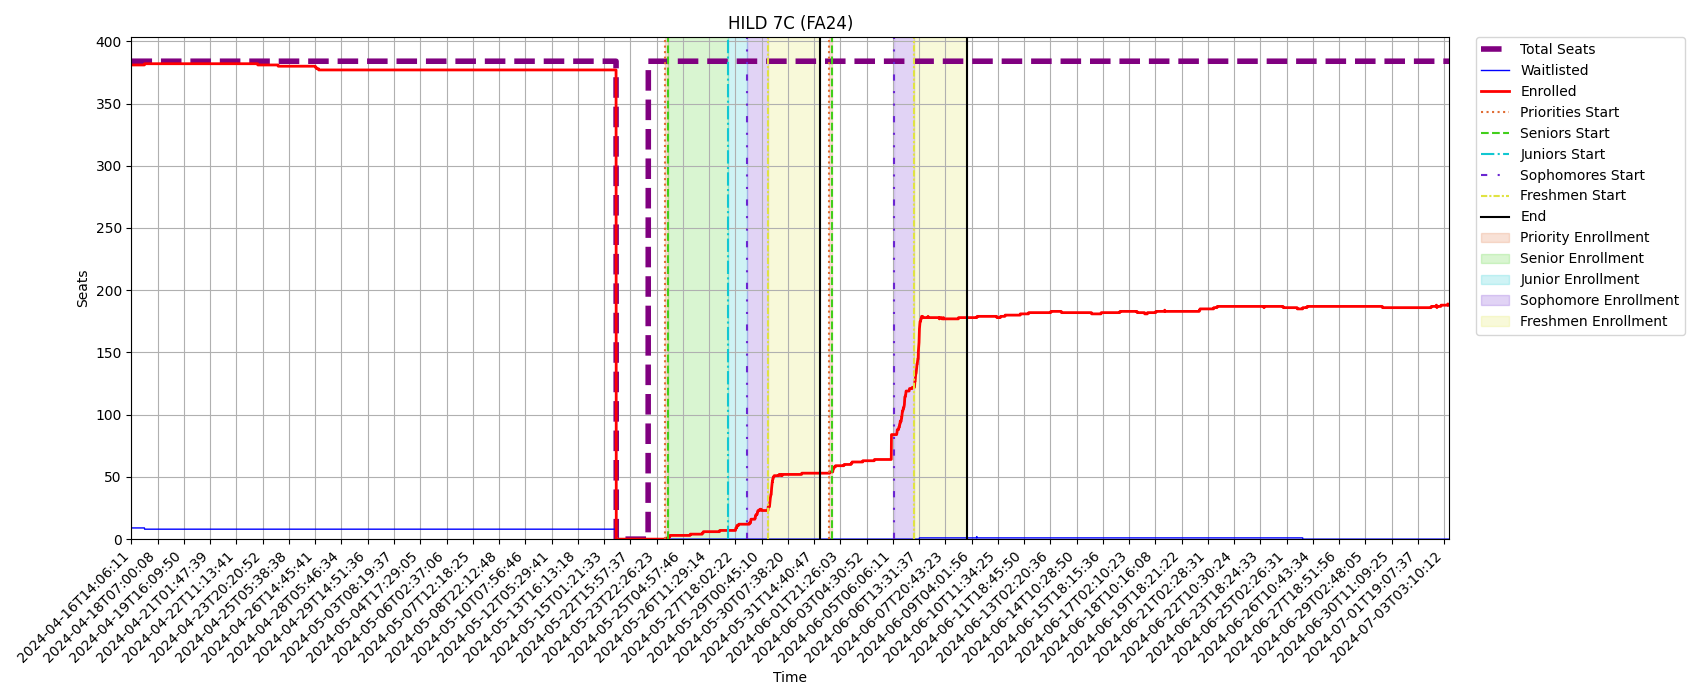 HILD 7C (FA24)
400
350
300
250
200
150
100
50
0
Seats
2024-04-16T14:06:11
2024-04-18T07:00:08
2024-04-19T16:09:50
2024-04-21T01:47:39
2024-04-22T11:13:41
2024-04-23T20:20:52
2024-04-25T05:38:38
2024-04-26T14:45:41
2024-04-28T05:46:34
2024-04-29T14:51:36
2024-05-03T08:19:37
2024-05-04T17:29:05
2024-05-07T02:37:06
2024-05-07T12:18:25
2024-05-08T22:12:48
2024-05-10T07:56:46
2024-05-12T05:29:41
2024-05-13T16:13:18
2024-05-15T01:21:33
2024-05-22T15:57:37
2024-05-23T22:26:23
2024-05-25T04:57:46
2024-05-26T11:29:14
2024-05-27T18:02:22
2024-05-29T00:45:10
2024-05-30T07:38:20
2024-05-31T14:40:47
2024-06-01T21:26:03
2024-06-03T04:30:52
2024-06-05T06:06:11
2024-06-06T13:31:37
2024-06-07T20:43:23
2024-06-09T04:01:56
2024-06-10T11:34:25
2024-06-11T18:45:50
2024-06-13T02:20:36
2024-06-14T10:28:50
2024-06-15T18:15:36
2024-06-17T02:10:23
2024-06-18T10:16:08
2024-06-19T18:21:22
2024-06-21T02:28:31
2024-06-22T10:30:24
2024-06-23T18:24:33
2024-06-25T02:26:31
2024-06-26T10:43:34
2024-06-27T18:51:56
2024-06-29T02:48:05
2024-06-30T11:09:25
2024-07-01T19:07:37
2024-07-03T03:10:12
Time
Total Seats
Waitlisted
Enrolled
Priorities Start
Seniors Start
Juniors Start
Sophomores Start
Freshmen Start
End
Priority Enrollment
Senior Enrollment
Junior Enrollment
Sophomore Enrollment
Freshmen Enrollment